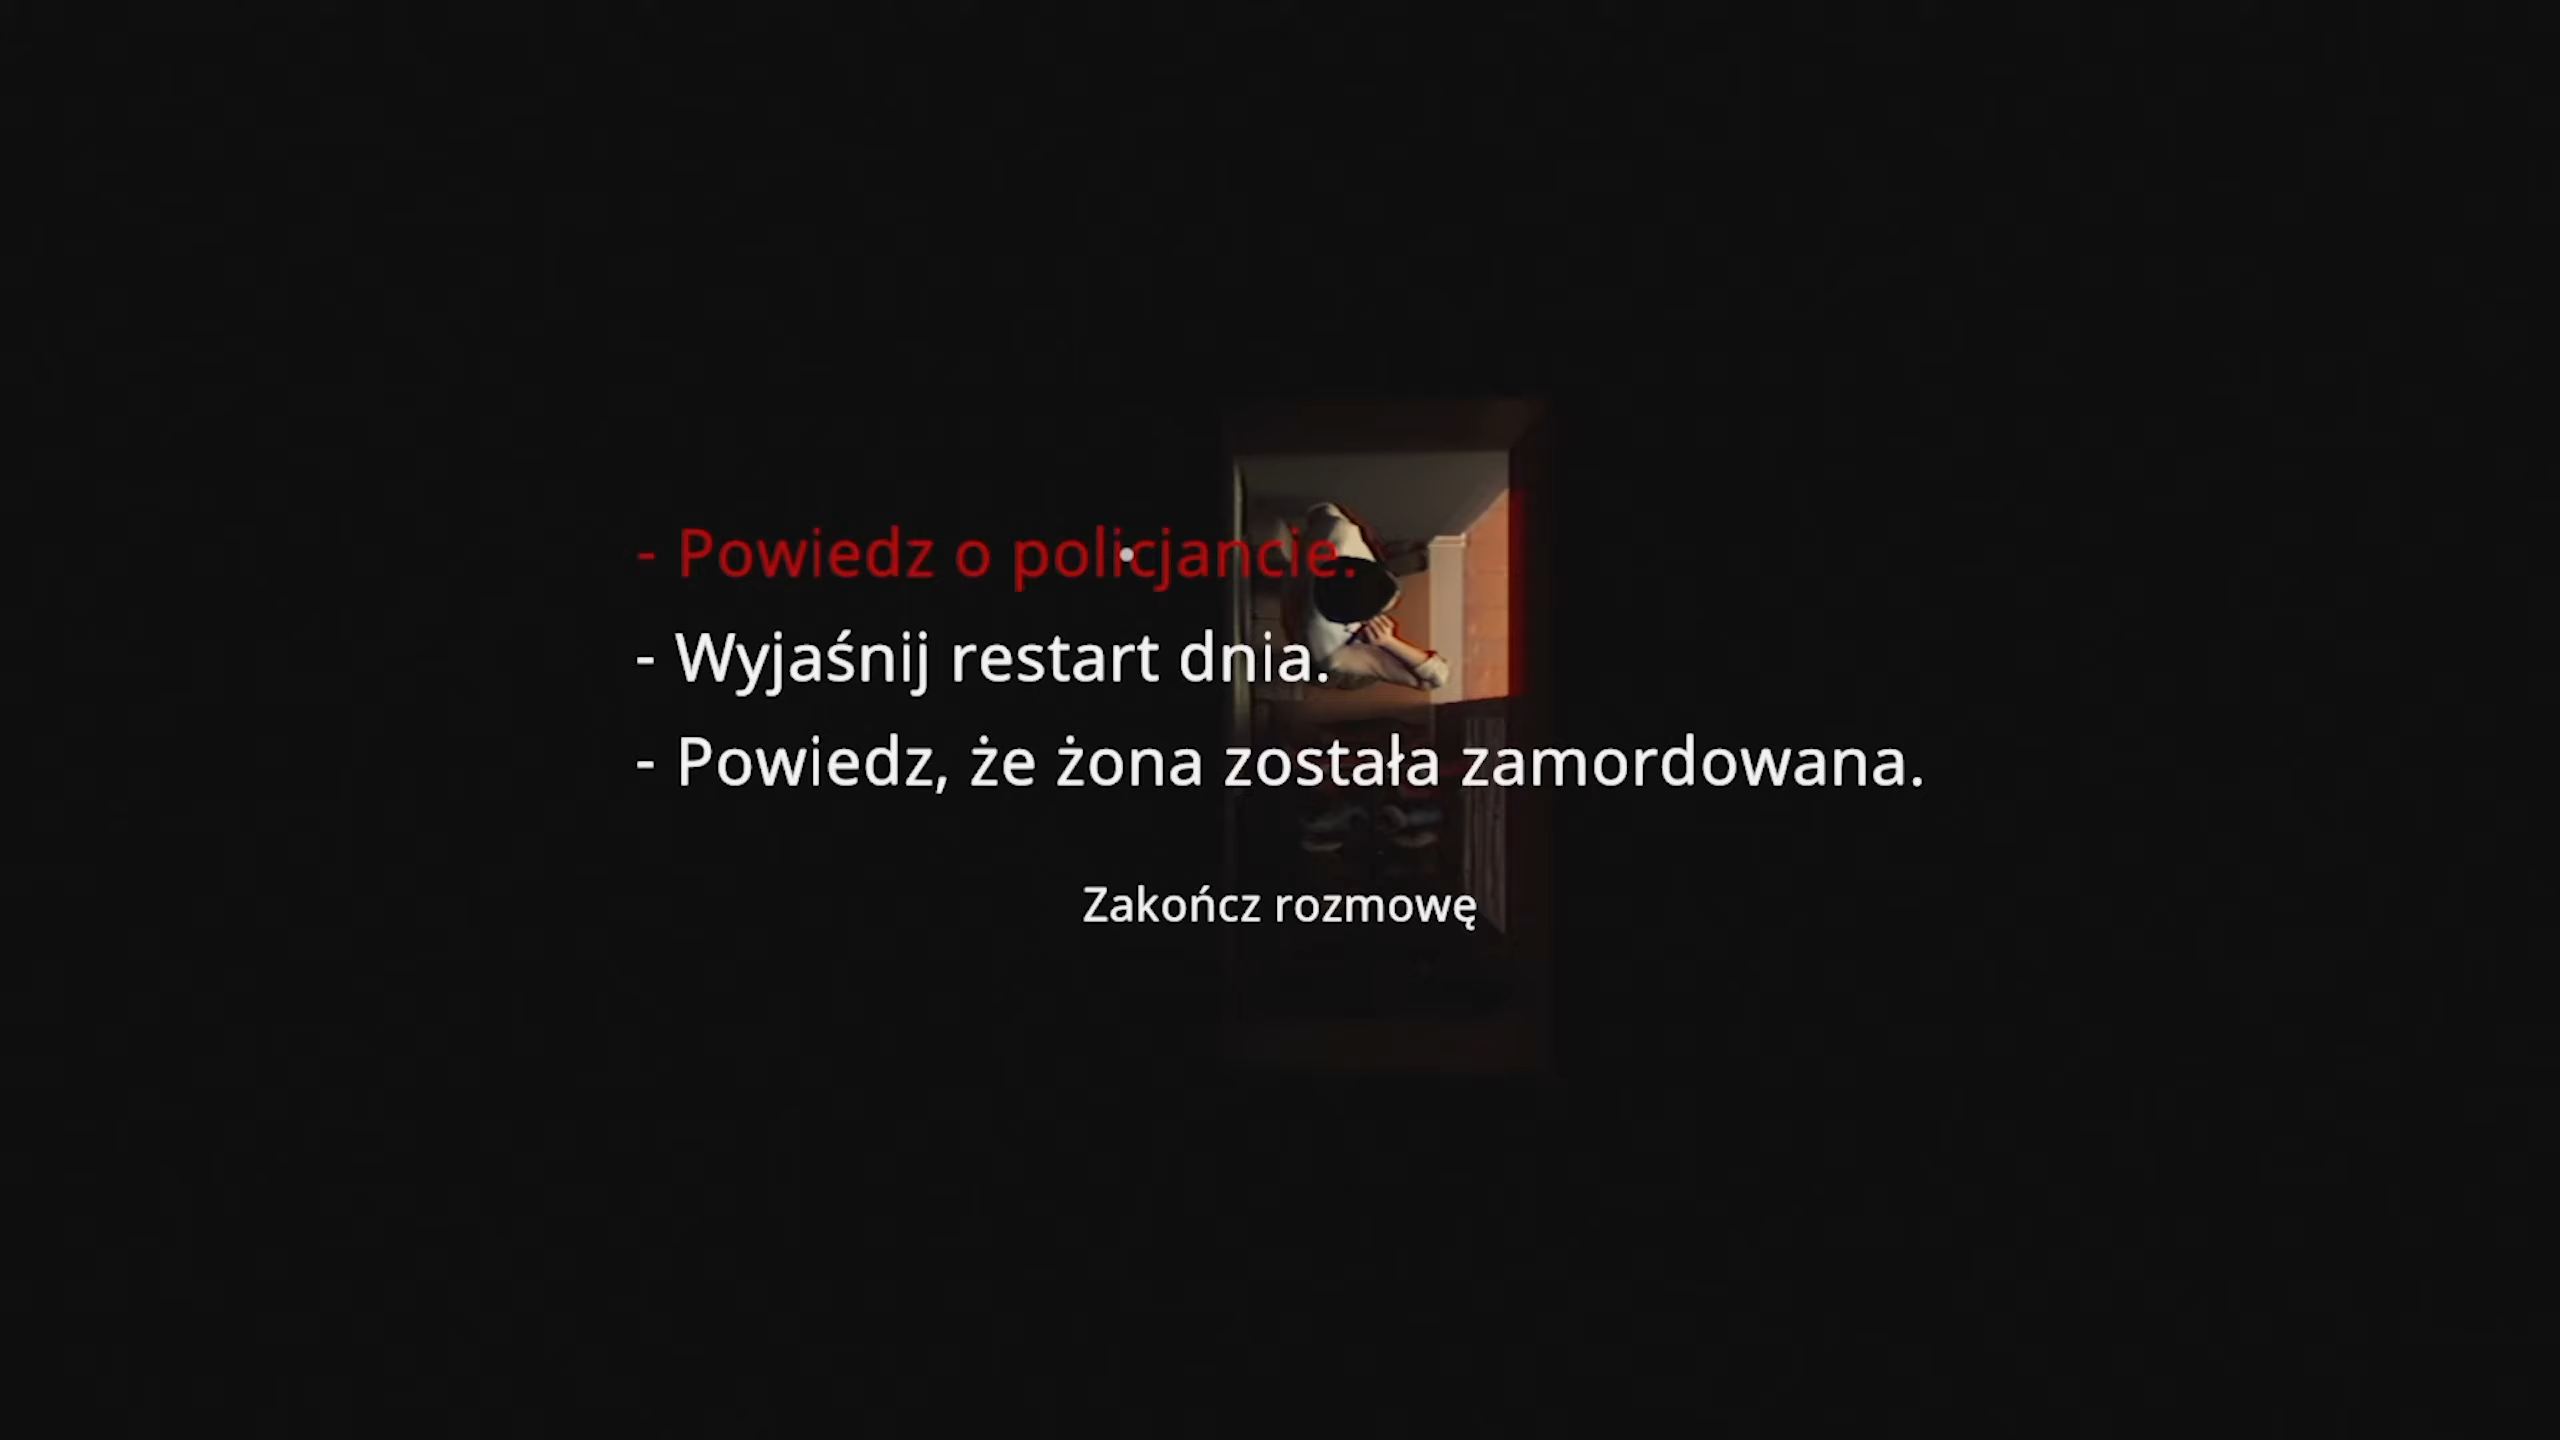 - Powiedz o policjancie.
- Wyjaśnij restart dnia.
- Powiedz, że żona została zamordowana.
Zakończ rozmowę